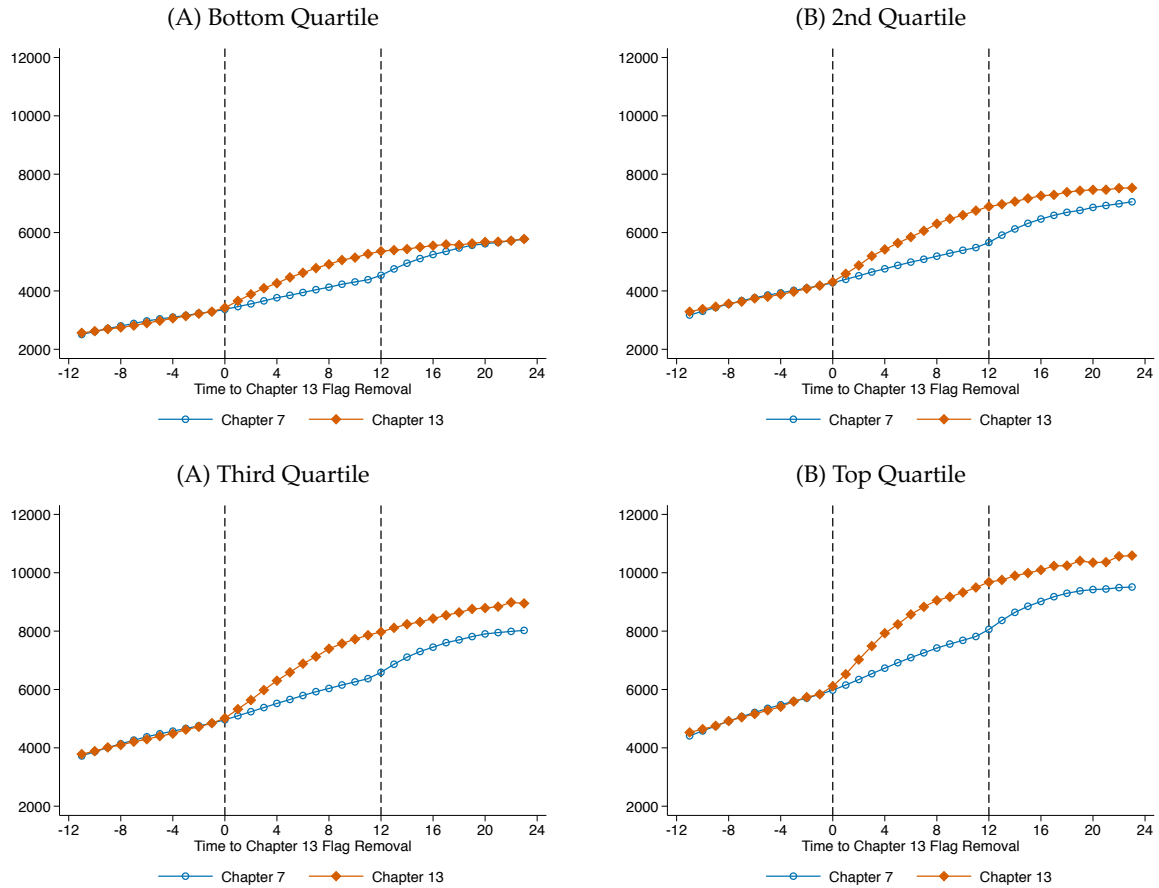 (A) Bottom Quartile
12000
10000
8000
6000
4000
2000
-12 -8 -4 0 4 8 12 16 20 24
Time to Chapter 13 Flag Removal
Chapter 7 Chapter 13
(B) 2nd Quartile
12000
10000
8000
6000
4000
2000
-12 -8 -4 0 4 8 12 16 20 24
Time to Chapter 13 Flag Removal
Chapter 7 Chapter 13
(A) Third Quartile
12000
10000
8000
6000
4000
2000
-12 -8 -4 0 4 8 12 16 20 24
Time to Chapter 13 Flag Removal
Chapter 7 Chapter 13
(B) Top Quartile
12000
10000
8000
6000
4000
2000
-12 -8 -4 0 4 8 12 16 20 24
Time to Chapter 13 Flag Removal
Chapter 7 Chapter 13